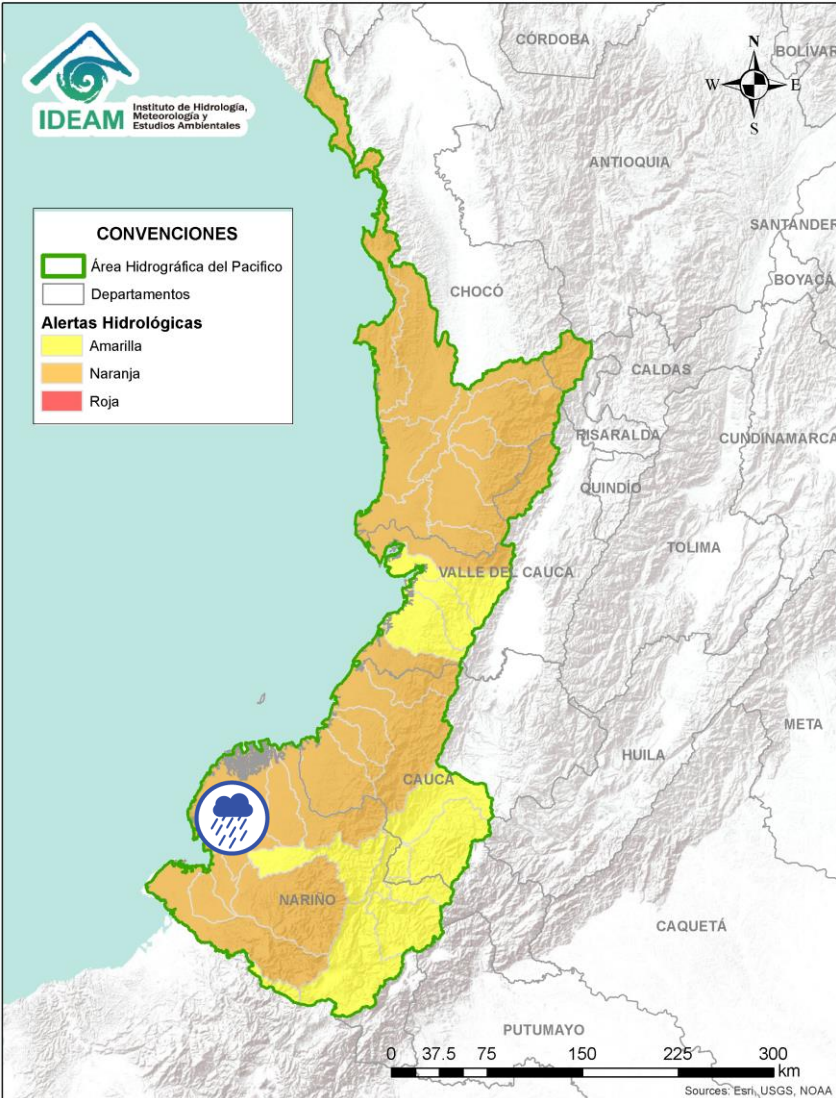 IDEAM
Instituto de Hidrología,
Meteorología y
Estudios Ambientales
N
W
E
S
CONVENCIONES
Área Hidrográfica del Pacifico
Departamentos
Alertas Hidrológicas
Amarilla
Naranja
Roja
CÓRDOBA
BOLÍVAR
ANTIOQUIA
SANTANDER
BOYACÁ
CHOCÓ
CALDAS
RISARALDA
CUNDINAMARCA
QUINDÍO
TOLIMA
VALLE DEL CAUCA
META
HUILA
CAUCA
NARIÑO
CAQUETÁ
PUTUMAYO
0 37.5 75 150 225 300
km
Sources: Esri, USGS, NOAA